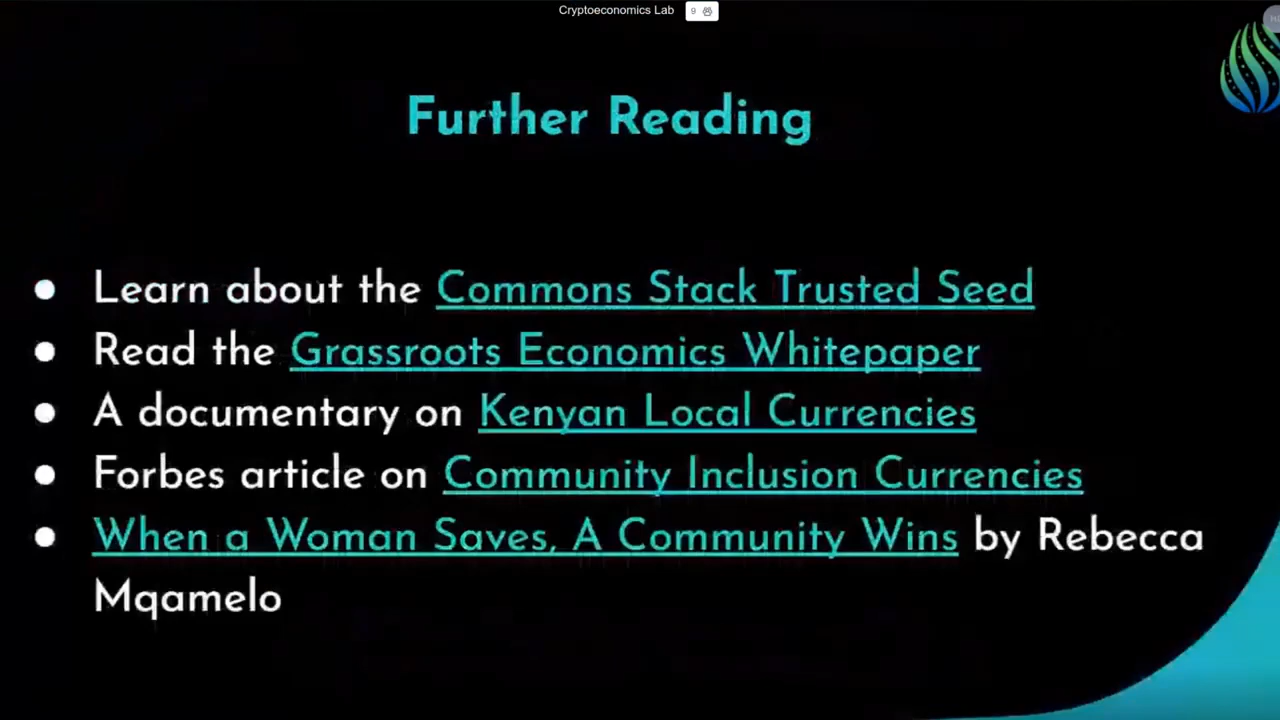 Cryptoeconomics Lab 9
Further Reading
Learn about the Commons Stack Trusted Seed
Read the Grassroots Economics Whitepaper
A documentary on Kenyan Local Currencies
Forbes article on Community Inclusion Currencies
When a Woman Saves, A Community Wins by Rebecca
Mqamelo